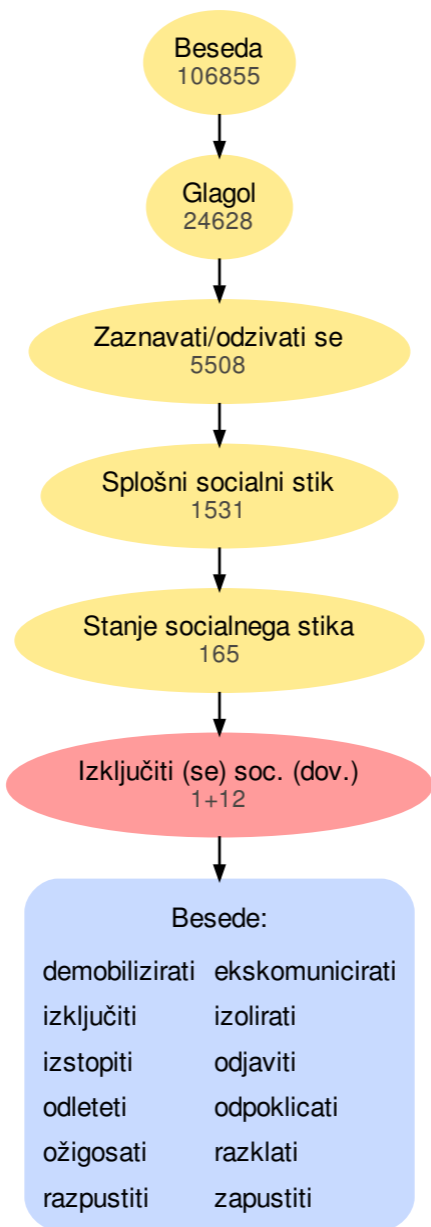 Beseda
106855
Glagol
24628
Zaznavati/odzivati se
5508
Splošni socialni stik
1531
Stanje socialnega stika
165
Izključiti (se) soc. (dov.)
1+12
Besede:
demobilizirati ekskomunicirati
izključiti izolirati
izstopiti odjaviti
odleteti odpoklicati
ožigosati razklati
razpustiti zapustiti